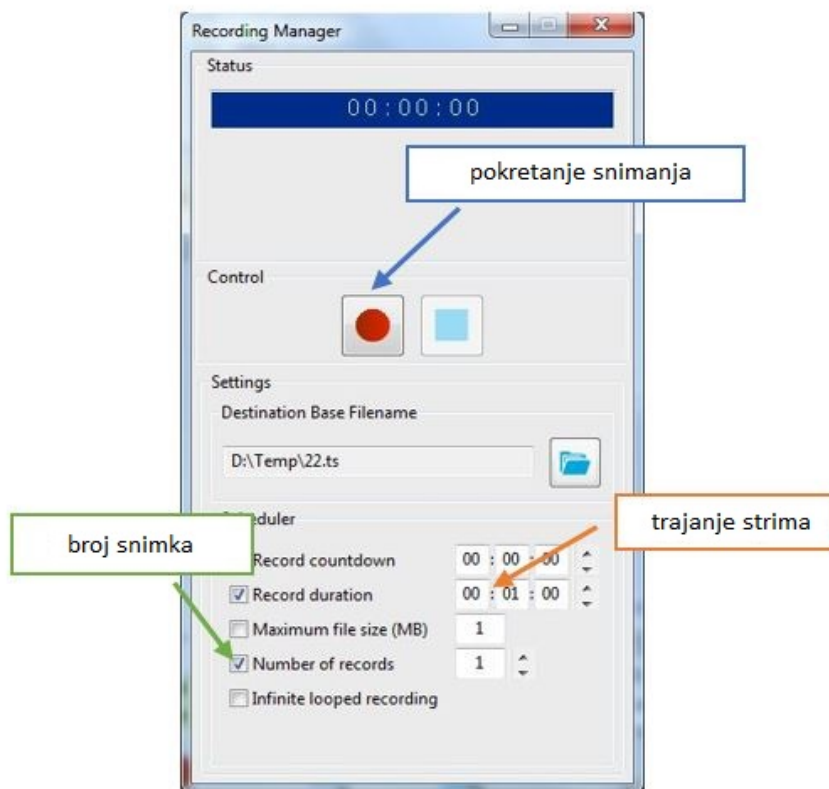 Recording Manager
Status
00:00:00
pokretanje snimanja
Control
Settings
Destination Base Filename
D:\Temp\22.ts
trajanje strima
broj snimka
Record countdown 00 : 00 : 00
Record duration 00 : 01 : 00
Maximum file size (MB) 1
Number of records 1
Infinite looped recording